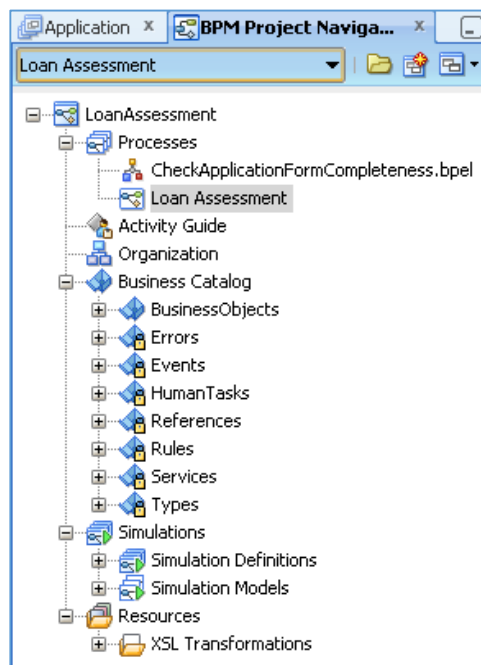 Application x BPM Project Naviga... x
Loan Assessment
LoanAssessment
Processes
CheckApplicationFormCompleteness.bpel
Loan Assessment
Activity Guide
Organization
Business Catalog
BusinessObjects
Errors
Events
HumanTasks
References
Rules
Services
Types
Simulations
Simulation Definitions
Simulation Models
Resources
XSL Transformations